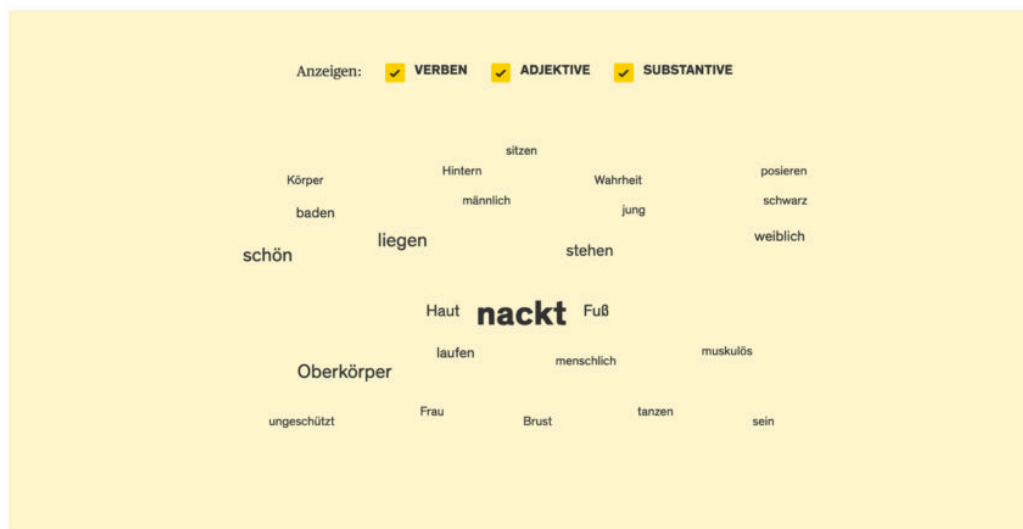 Anzeigen: VERBEN ADJEKTIVE SUBSTANTIVE
sitzen
Hintern posieren
Körper Wahrheit
männlich schwarz
baden jung
liegen weiblich
schön stehen
Haut nackt Fuß
laufen muskulös
Oberkörper menschlich
Frau tanzen
ungeschützt Brust sein